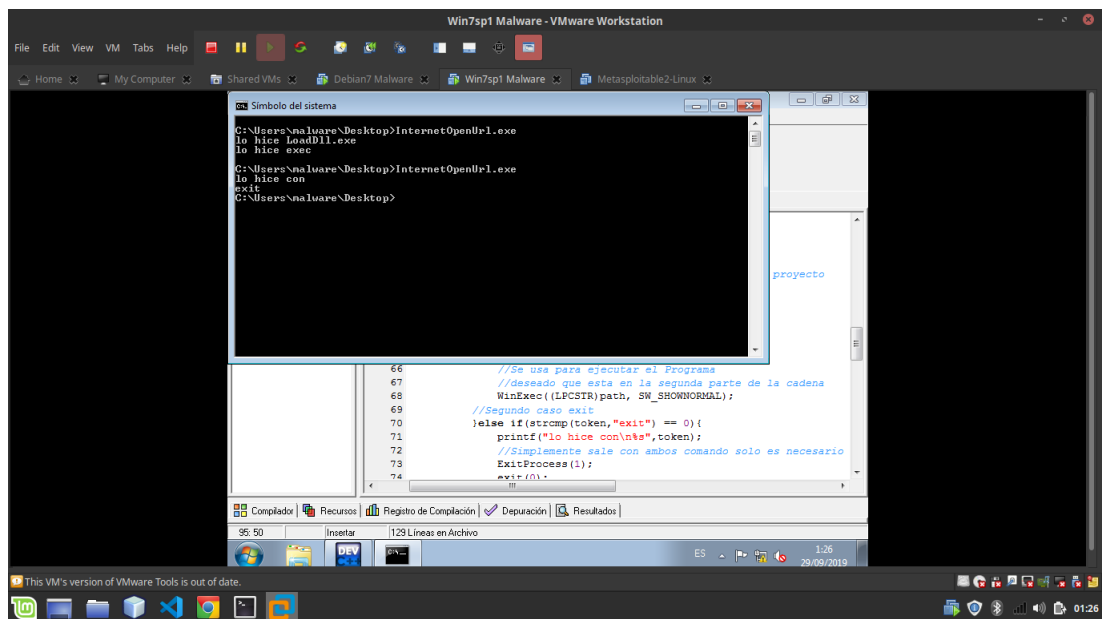 Win7sp1 Malware - VMware Workstation
File Edit View VM Tabs Help
Home My Computer Shared VMs Debian7 Malware Win7sp1 Malware Metasploitable2-Linux
Símbolo del sistema
C:\Users\malware\Desktop>InternetOpenUrl.exe
lo hice LoadDll.exe
lo hice exec
C:\Users\malware\Desktop>InternetOpenUrl.exe
lo hice con
exit
C:\Users\malware\Desktop>
proyecto
66 //Se usa para ejecutar el Programa
67 //deseado que esta en la segunda parte de la cadena
68 WinExec((LPCSTR)path, SW_SHOWNORMAL);
69 //Segundo caso exit
70 }else if(strcmp(token,"exit") == 0){
71 printf("lo hice con\n%s",token);
72 //Simplemente sale con ambos comando solo es necesario
73 ExitProcess(1);
74 exit(0);
Compilador Recursos Registro de Compilación Depuración Resultados
95: 50 Insertar 129 Líneas en Archivo
DEV ES 1:26
29/09/2019
This VM's version of VMware Tools is out of date.
01:26